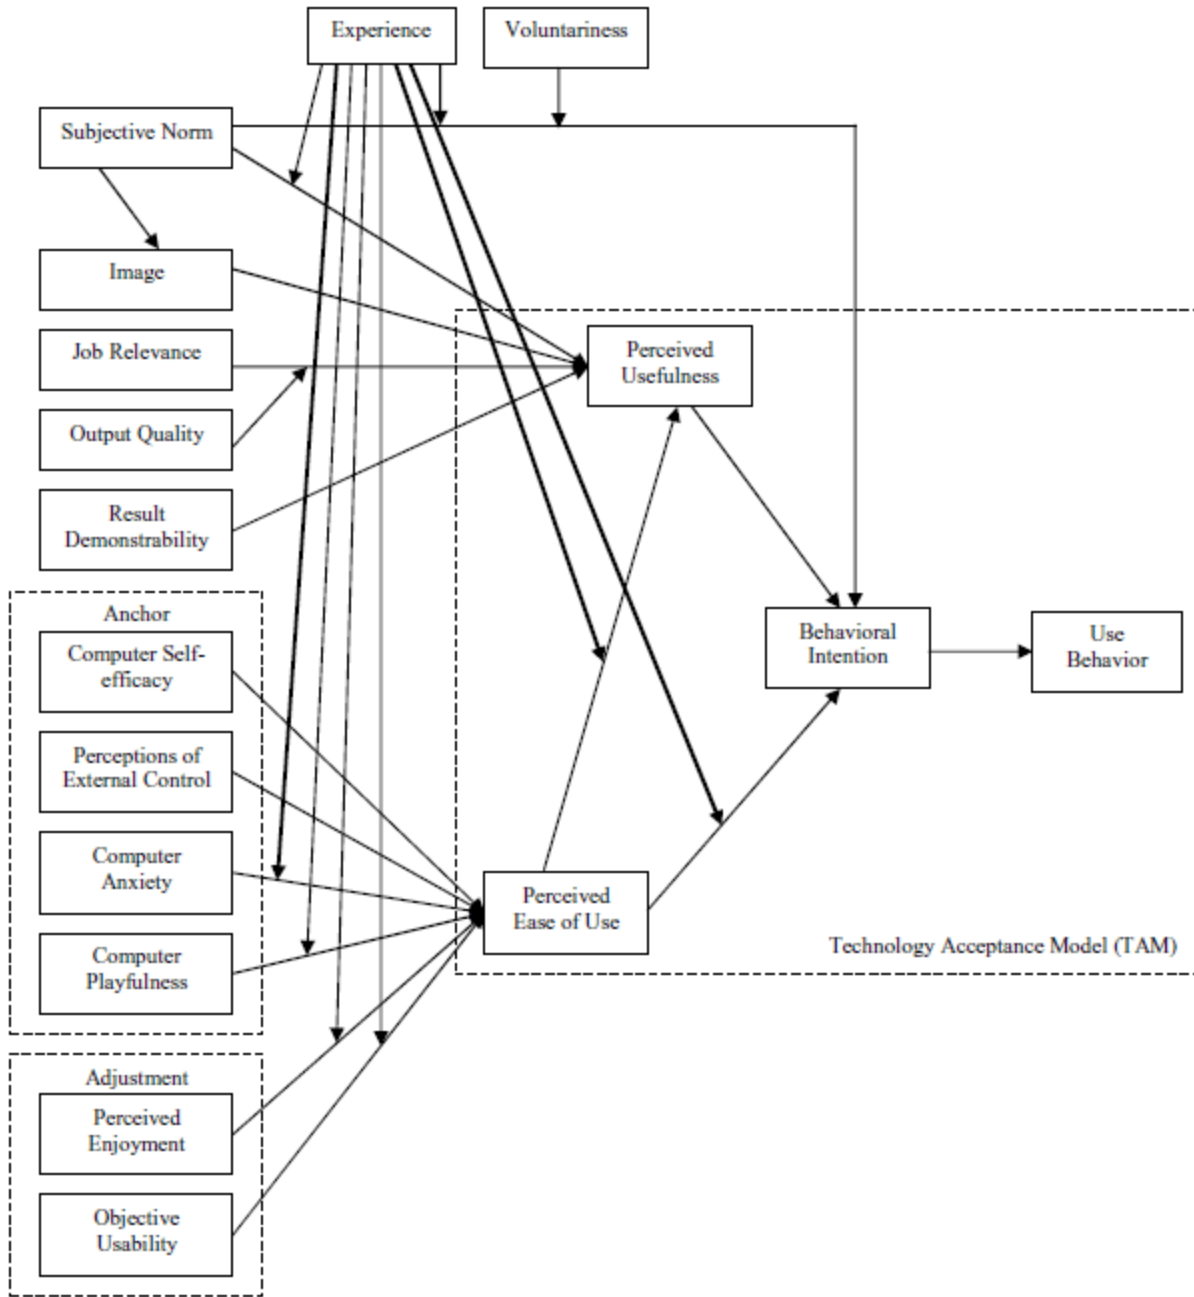 Experience
Voluntariness
Subjective Norm
Image
Job Relevance
Output Quality
Result
Demonstrability
Perceived
Usefulness
Anchor
Computer Self-
efficacy
Perceptions of
External Control
Computer
Anxiety
Computer
Playfulness
Behavioral
Intention
Use
Behavior
Perceived
Ease of Use
Technology Acceptance Model (TAM)
Adjustment
Perceived
Enjoyment
Objective
Usability